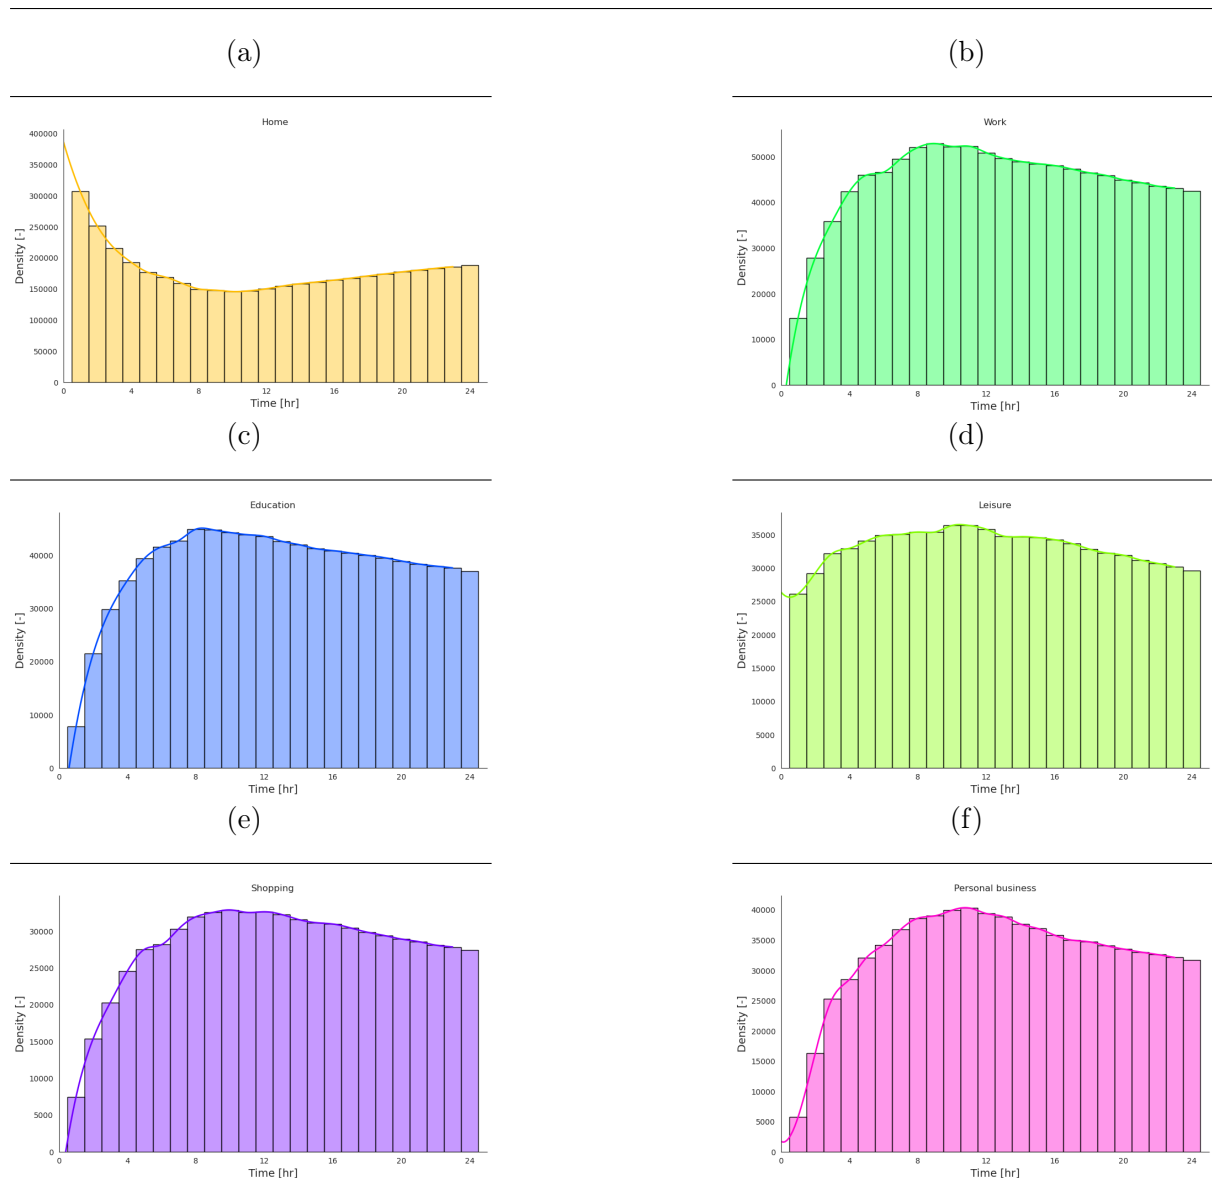 (a)
(b)
Home
Density [-]
400000
350000
300000
250000
200000
150000
100000
50000
0
0 4 8 12 16 20 24
Time [hr]
Work
Density [-]
50000
40000
30000
20000
10000
0
0 4 8 12 16 20 24
Time [hr]
(c)
(d)
Education
Density [-]
40000
30000
20000
10000
0
0 4 8 12 16 20 24
Time [hr]
Leisure
Density [-]
35000
30000
25000
20000
15000
10000
5000
0
0 4 8 12 16 20 24
Time [hr]
(e)
(f)
Shopping
Density [-]
30000
25000
20000
15000
10000
5000
0
0 4 8 12 16 20 24
Time [hr]
Personal business
Density [-]
40000
35000
30000
25000
20000
15000
10000
5000
0
0 4 8 12 16 20 24
Time [hr]